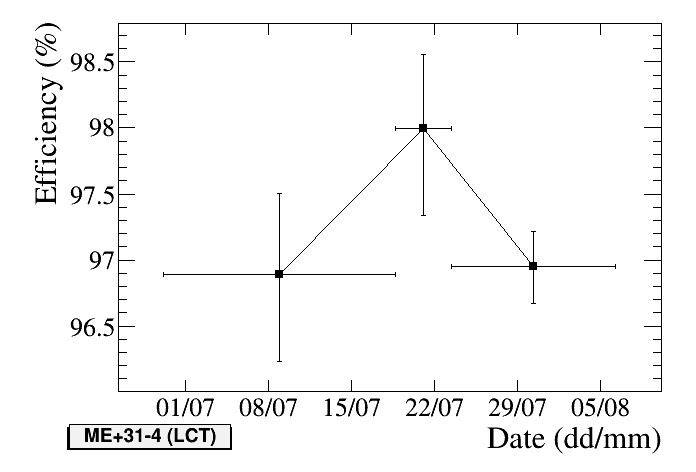 Efficiency (%)
98.5
98
97.5
97
96.5
01/07 08/07 15/07 22/07 29/07 05/08
ME+31-4 (LCT)
Date (dd/mm)